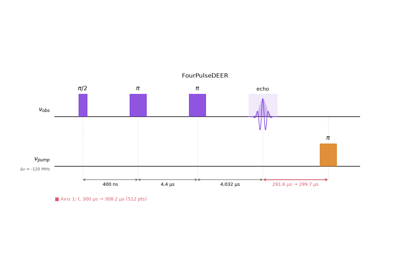 FourPulseDEER
π/2
π
π
echo
ν_obs
π
ν_pump
Δν = -120 MHz
400 ns
4.4 μs
4.032 μs
291.6 μs → 299.7 μs
Axis 1: t, 300 μs → 308.2 μs (512 pts)